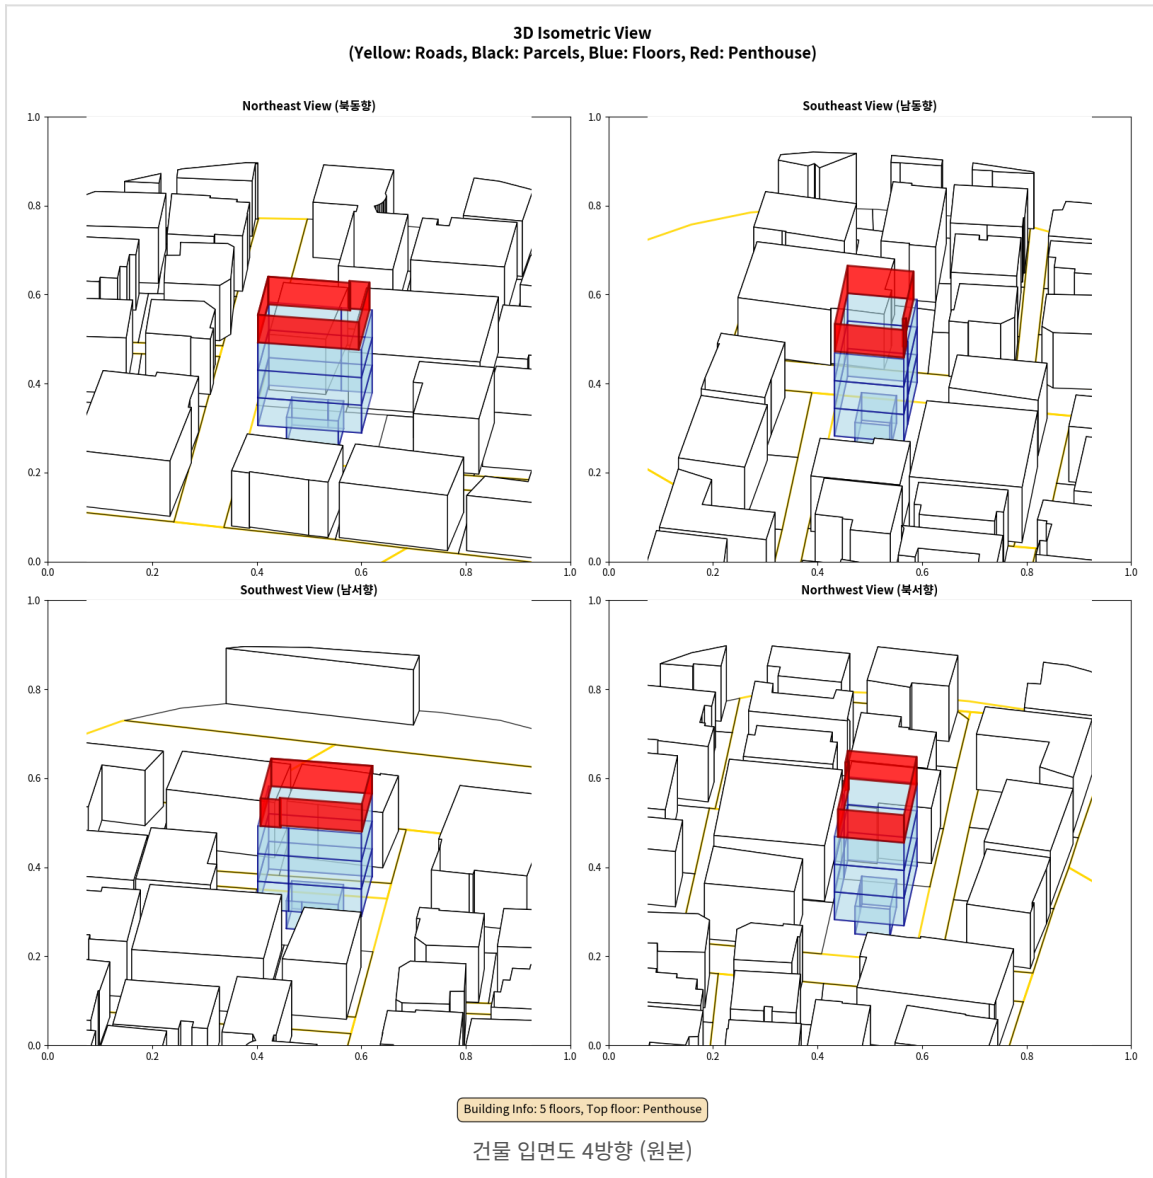 3D Isometric View
(Yellow: Roads, Black: Parcels, Blue: Floors, Red: Penthouse)
Northeast View (북동향)
1.0
0.8
0.6
0.4
0.2
0.0
0.0 0.2 0.4 0.6 0.8 1.0
Southeast View (남동향)
1.0
0.8
0.6
0.4
0.2
0.0
0.2 0.4 0.6 0.8 1.0
Southwest View (남서향)
1.0
0.8
0.6
0.4
0.2
0.0
0.0 0.2 0.4 0.6 0.8 1.0
Northwest View (북서향)
1.0
0.8
0.6
0.4
0.2
0.0
0.0 0.2 0.4 0.6 0.8 1.0
Building Info: 5 floors, Top floor: Penthouse
건물 입면도 4방향 (원본)